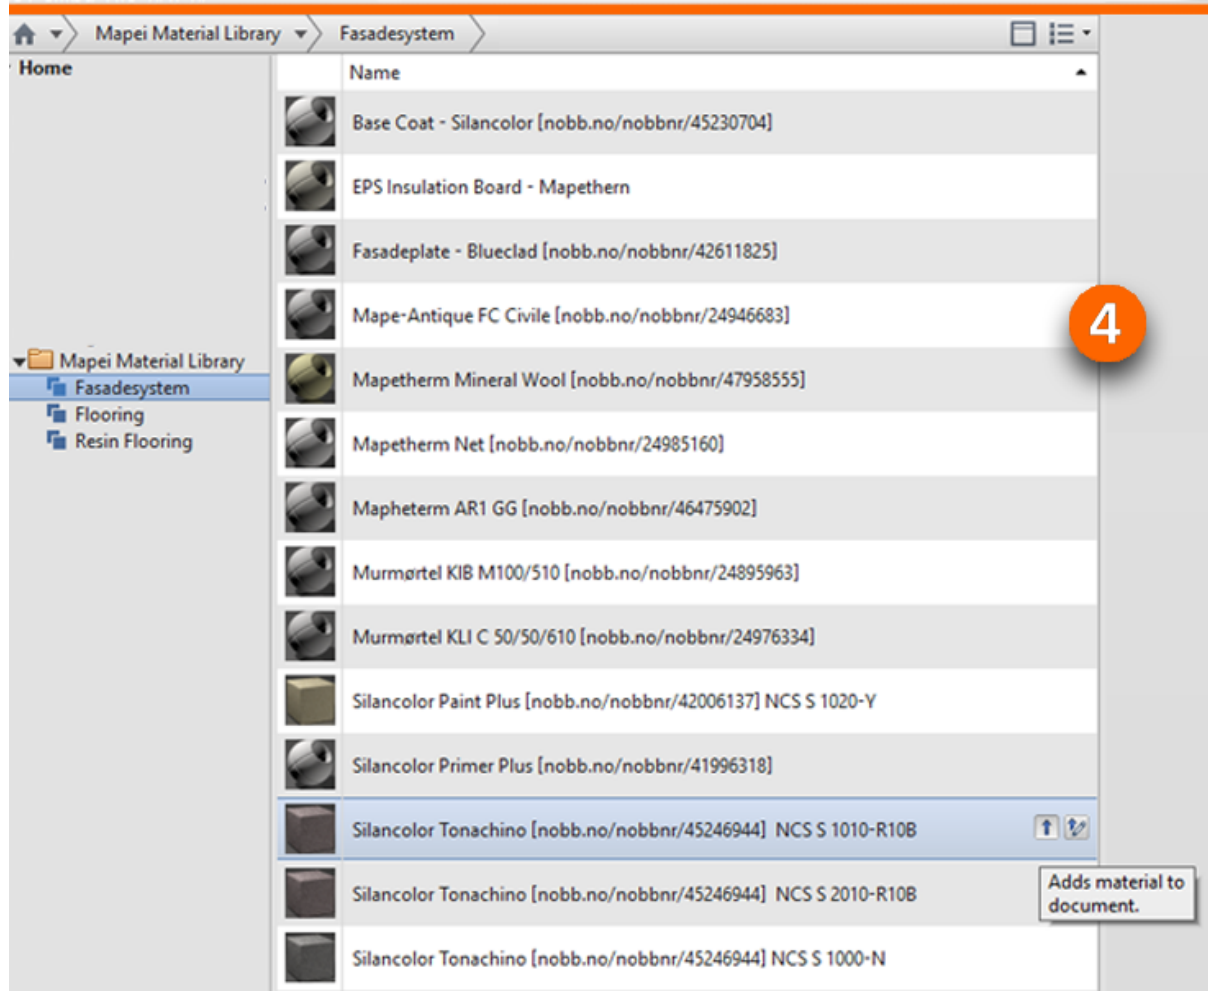 Mapei Material Library
Fasadesystem
Home
Name
Base Coat - Silancolor [nobb.no/nobbnr/45230704]
EPS Insulation Board - Mapethern
Fasadeplate - Blueclad [nobb.no/nobbnr/42611825]
Mape-Antique FC Civile [nobb.no/nobbnr/24946683]
4
Mapei Material Library
Fasadesystem
Flooring
Resin Flooring
Mapetherm Mineral Wool [nobb.no/nobbnr/47958555]
Mapetherm Net [nobb.no/nobbnr/24985160]
Mapheterm AR1 GG [nobb.no/nobbnr/46475902]
Murmørtel KIB M100/510 [nobb.no/nobbnr/24895963]
Murmørtel KLI C 50/50/610 [nobb.no/nobbnr/24976334]
Silancolor Paint Plus [nobb.no/nobbnr/42006137] NCS S 1020-Y
Silancolor Primer Plus [nobb.no/nobbnr/41996318]
Silancolor Tonachino [nobb.no/nobbnr/45246944]  NCS S 1010-R10B
Silancolor Tonachino [nobb.no/nobbnr/45246944]  NCS S 2010-R10B
Adds material to
document.
Silancolor Tonachino [nobb.no/nobbnr/45246944] NCS S 1000-N